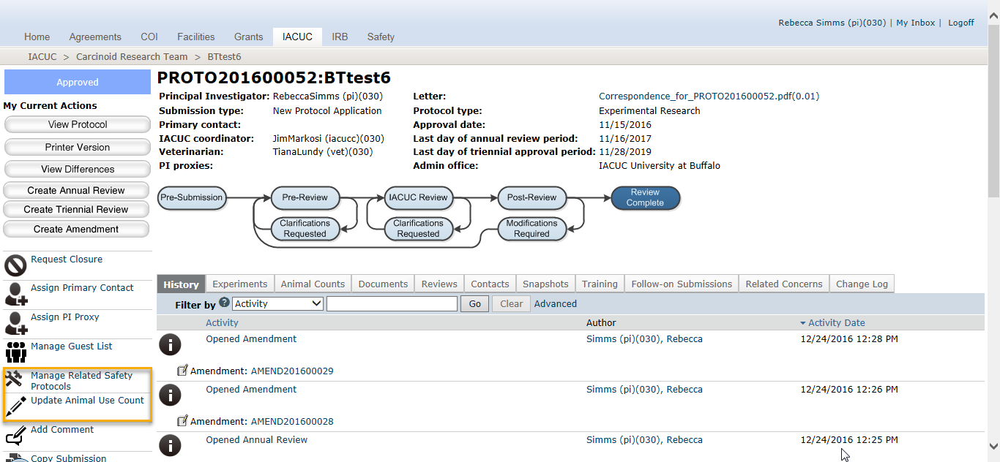 Rebecca Simms (pi)(030) | My Inbox | Logoff
Home Agreements COI Facilities Grants IACUC IRB Safety
IACUC > Carcinoid Research Team > BTtest6
Approved
My Current Actions
View Protocol
Printer Version
View Differences
Create Annual Review
Create Triennial Review
Create Amendment
Request Closure
Assign Primary Contact
Assign PI Proxy
Manage Guest List
Manage Related Safety
Protocols
Update Animal Use Count
Add Comment
Copy Submission
PROTO201600052:BTtest6
Principal Investigator: RebeccaSimms (pi)(030) Letter: Correspondence_for_PROTO201600052.pdf(0.01)
Submission type: New Protocol Application Protocol type: Experimental Research
Primary contact: Approval date: 11/15/2016
IACUC coordinator: JimMarkosi (iacucc)(030) Last day of annual review period: 11/16/2017
Veterinarian: TianaLundy (vet)(030) Last day of triennial approval period: 11/28/2019
PI proxies: Admin office: IACUC University at Buffalo
Pre-Submission Pre-Review IACUC Review Post-Review Review
Complete
Clarifications
Requested
Clarifications
Requested
Modifications
Required
History Experiments Animal Counts Documents Reviews Contacts Snapshots Training Follow-on Submissions Related Concerns Change Log
Filter by ? Activity Go Clear Advanced
Activity Author Activity Date
Opened Amendment Simms (pi)(030), Rebecca 12/24/2016 12:28 PM
Amendment: AMEND201600029
Opened Amendment Simms (pi)(030), Rebecca 12/24/2016 12:26 PM
Amendment: AMEND201600028
Opened Annual Review Simms (pi)(030), Rebecca 12/24/2016 12:25 PM